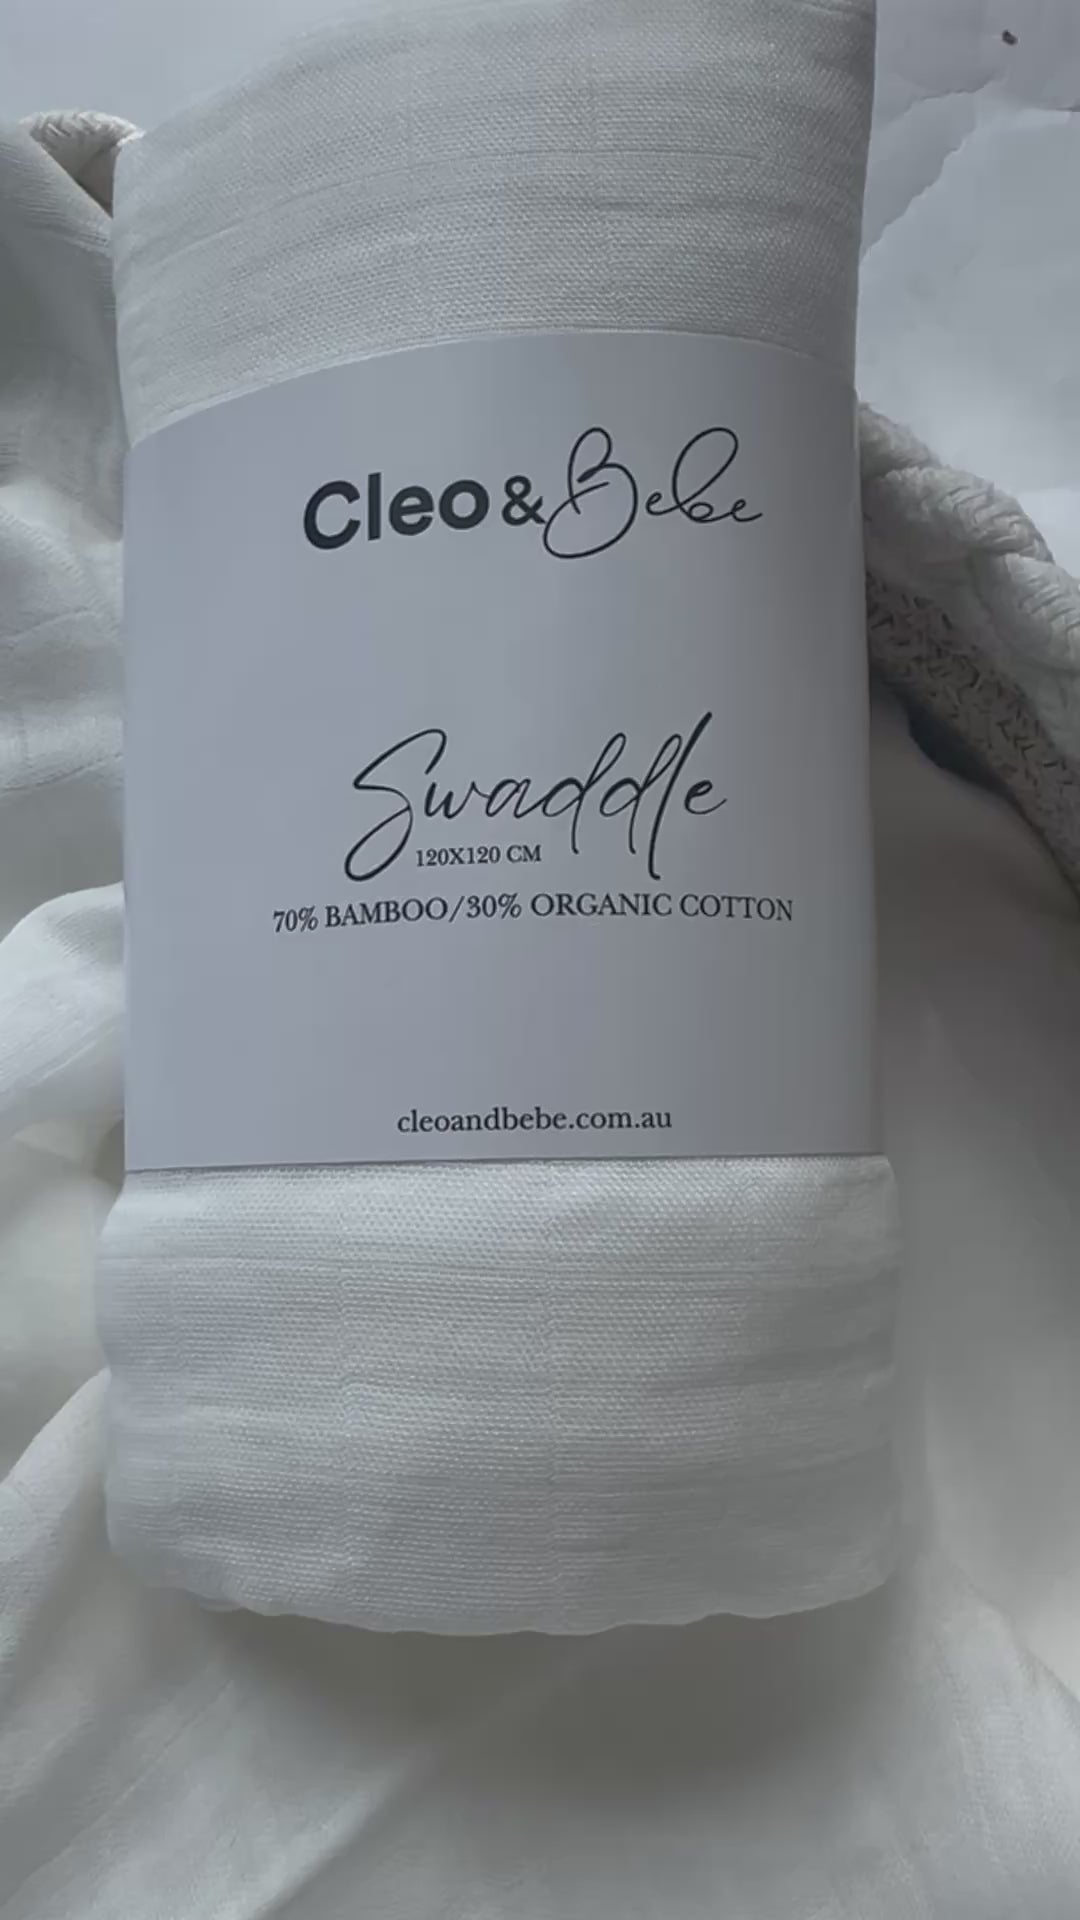 Cleo & Bebe
Swaddle
120X120 CM
70% BAMBOO/30% ORGANIC COTTON
cleoandbebe.com.au